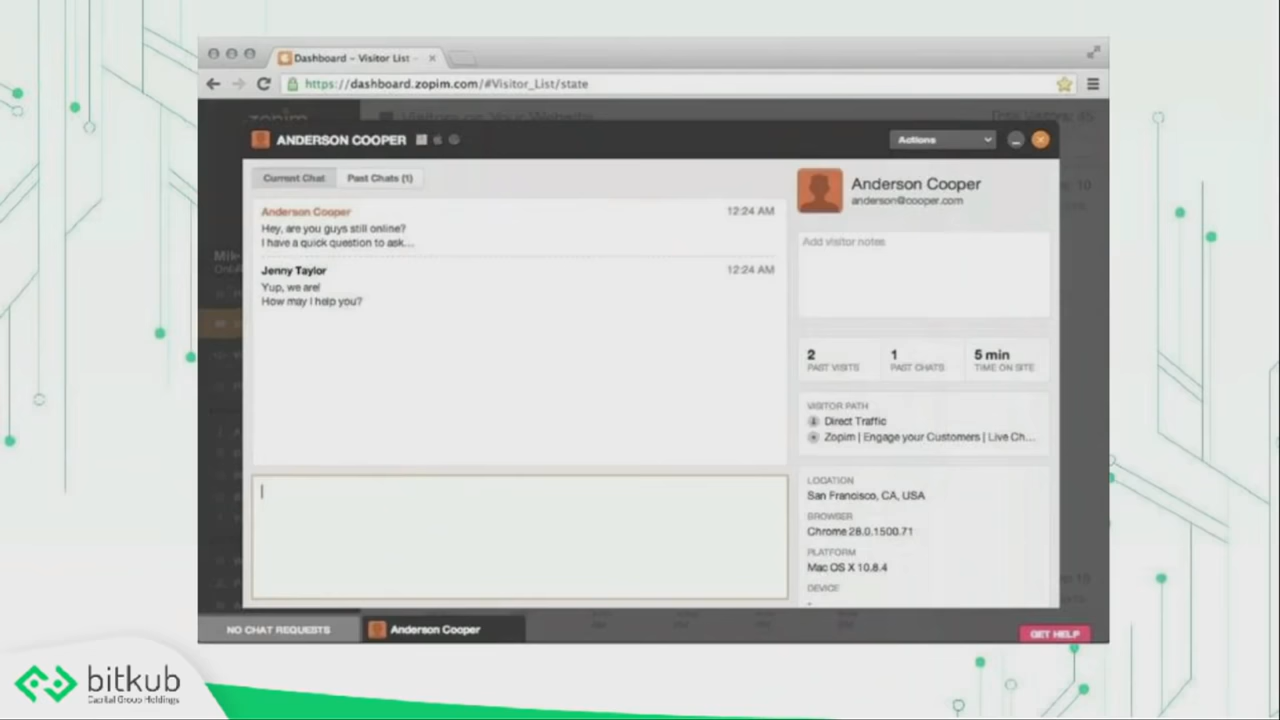 Dashboard – Visitor List -
https://dashboard.zopim.com/#Visitor_List/state
zopim
ANDERSON COOPER
Actions
Current Chat
Past Chats (1)
Anderson Cooper
12:24 AM
Hey, are you guys still online?
I have a quick question to ask...
Jenny Taylor
12:24 AM
Yup, we are!
How may I help you?
Anderson Cooper
anderson@cooper.com
Add visitor notes
2
PAST VISITS
1
PAST CHATS
5 min
TIME ON SITE
VISITOR PATH
Direct Traffic
Zopim | Engage your Customers | Live Ch...
LOCATION
San Francisco, CA, USA
BROWSER
Chrome 28.0.1500.71
PLATFORM
Mac OS X 10.8.4
DEVICE
-
NO CHAT REQUESTS
Anderson Cooper
GET HELP
bitkub
Capital Group Holdings